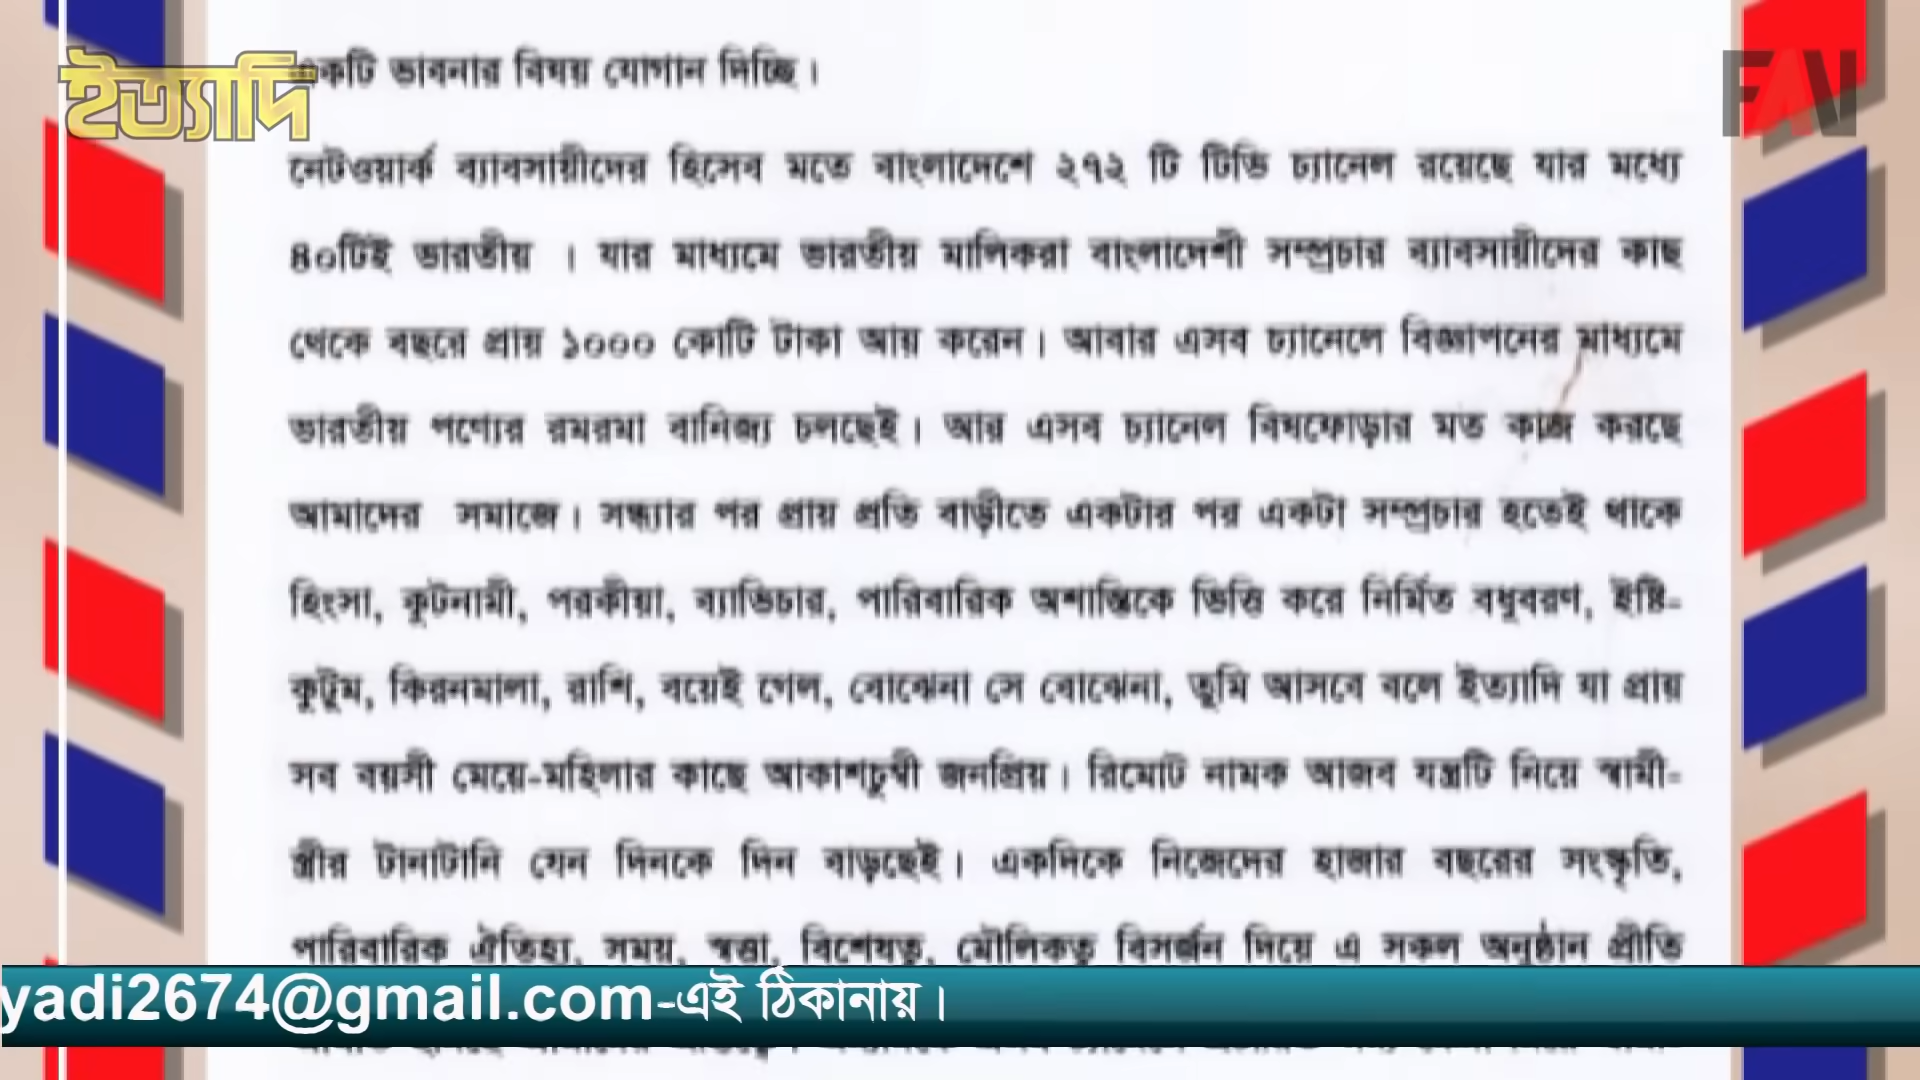 ইত্যাদি
FAV
একটি ভাবনার বিষয় যোগান দিচ্ছি।
নেটওয়ার্ক ব্যাবসায়ীদের হিসেব মতে বাংলাদেশে ২৭২ টি টিভি চ্যানেল রয়েছে যার মধ্যে
৪০টিই ভারতীয় । যার মাধ্যমে ভারতীয় মালিকরা বাংলাদেশী সম্প্রচার ব্যাবসায়ীদের কাছ
থেকে বছরে প্রায় ১০০০ কোটি টাকা আয় করেন। আবার এসব চ্যানেলে বিজ্ঞাপনের মাধ্যমে
ভারতীয় পণ্যের রমরমা বানিজ্য চলছেই। আর এসব চ্যানেল বিষফোড়ার মত কাজ করছে
আমাদের সমাজে। সন্ধ্যার পর প্রায় প্রতি বাড়ীতে একটার পর একটা সম্প্রচার হতেই থাকে
হিংসা, কুটনামী, পরকীয়া, ব্যাভিচার, পারিবারিক অশান্তিকে ভিত্তি করে নির্মিত বধুবরণ, ইষ্টি-
কুটুম, কিরনমালা, রাশি, বয়েই গেল, বোঝেনা সে বোঝেনা, তুমি আসবে বলে ইত্যাদি যা প্রায়
সব বয়সী মেয়ে-মহিলার কাছে আকাশচুম্বী জনপ্রিয়। রিমোট নামক আজব যন্ত্রটি নিয়ে স্বামী-
স্ত্রীর টানাটানি যেন দিনকে দিন বাড়ছেই। একদিকে নিজেদের হাজার বছরের সংস্কৃতি,
পারিবারিক ঐতিহ্য, সময়, স্বত্তা, বিশেষত্ব, মৌলিকত্ব বিসর্জন দিয়ে এ সকল অনুষ্ঠান প্রীতি
yadi2674@gmail.com-এই ঠিকানায়।